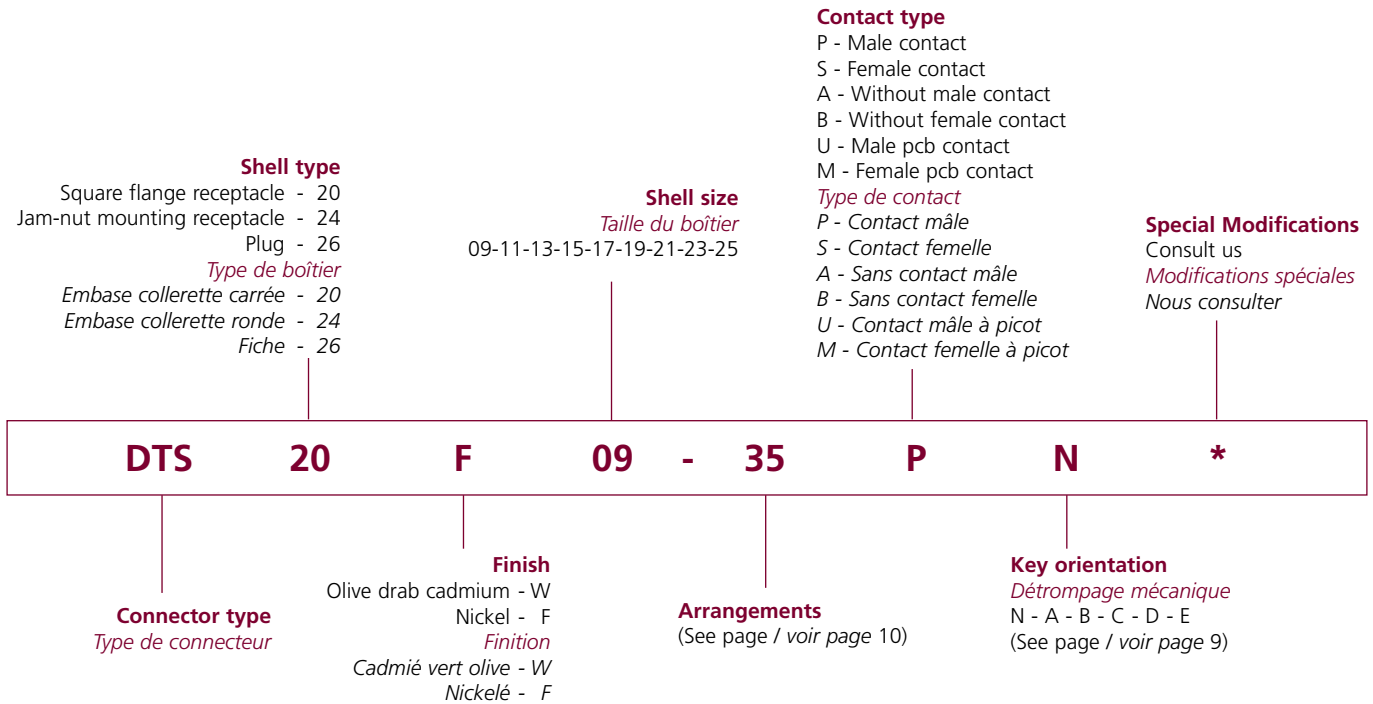 Contact type
P - Male contact
S - Female contact
A - Without male contact
B - Without female contact
U - Male pcb contact
M - Female pcb contact
Type de contact
P - Contact mâle
S - Contact femelle
A - Sans contact mâle
B - Sans contact femelle
U - Contact mâle à picot
M - Contact femelle à picot
Shell type
Square flange receptacle - 20
Jam-nut mounting receptacle - 24
Plug - 26
Type de boîtier
Embase collerette carrée - 20
Embase collerette ronde - 24
Fiche - 26
Shell size
Taille du boîtier
09-11-13-15-17-19-21-23-25
Special Modifications
Consult us
Modifications spéciales
Nous consulter
DTS 20 F 09 - 35 P N *
Connector type
Type de connecteur
Finish
Olive drab cadmium - W
Nickel - F
Finition
Cadmié vert olive - W
Nickelé - F
Arrangements
(See page / voir page 10)
Key orientation
Détrompage mécanique
N - A - B - C - D - E
(See page / voir page 9)